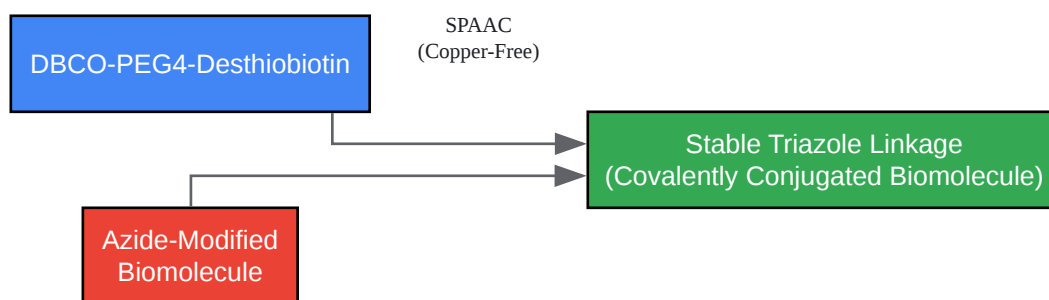 SPAAC
(Copper-Free)
DBCO-PEG4-Desthiobiotin
Stable Triazole Linkage
(Covalently Conjugated Biomolecule)
Azide-Modified
Biomolecule